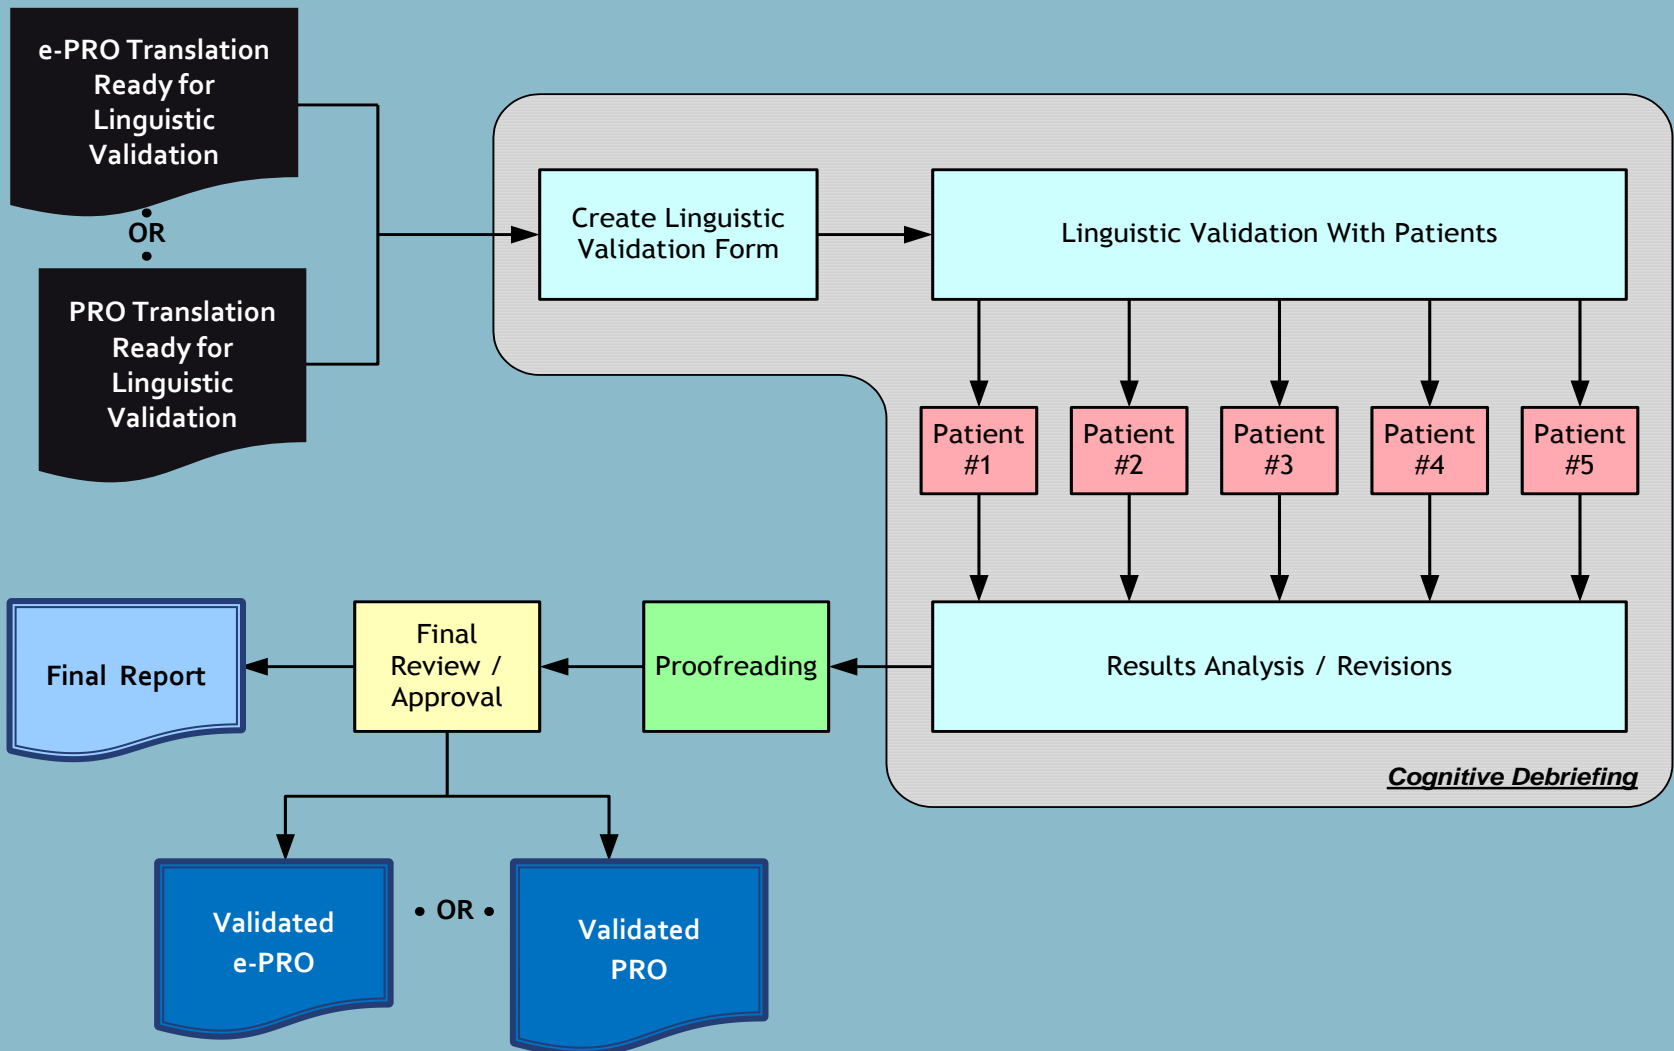 e-PRO Translation
Ready for
Linguistic
Validation
OR
PRO Translation
Ready for
Linguistic
Validation
Create Linguistic
Validation Form
Linguistic Validation With Patients
Patient
#1
Patient
#2
Patient
#3
Patient
#4
Patient
#5
Results Analysis / Revisions
Cognitive Debriefing
Proofreading
Final
Review /
Approval
Final Report
Validated
e-PRO
• OR •
Validated
PRO